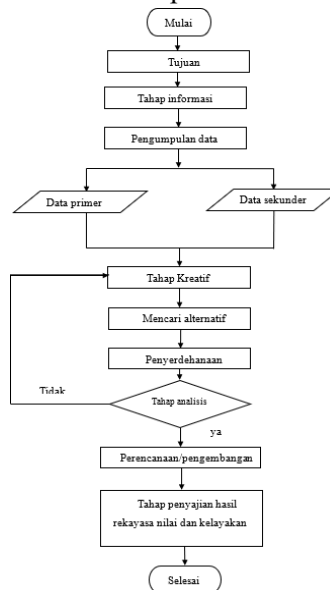 Mulai
Tujuan
Tahap informasi
Pengumpulan data
Data primer
Data sekunder
Tahap Kreatif
Mencari alternatif
Penyerdehanaan
Tidak
Tahap analisis
ya
Perencanaan/pengembangan
Tahap penyajian hasil
rekayasa nilai dan kelayakan
Selesai